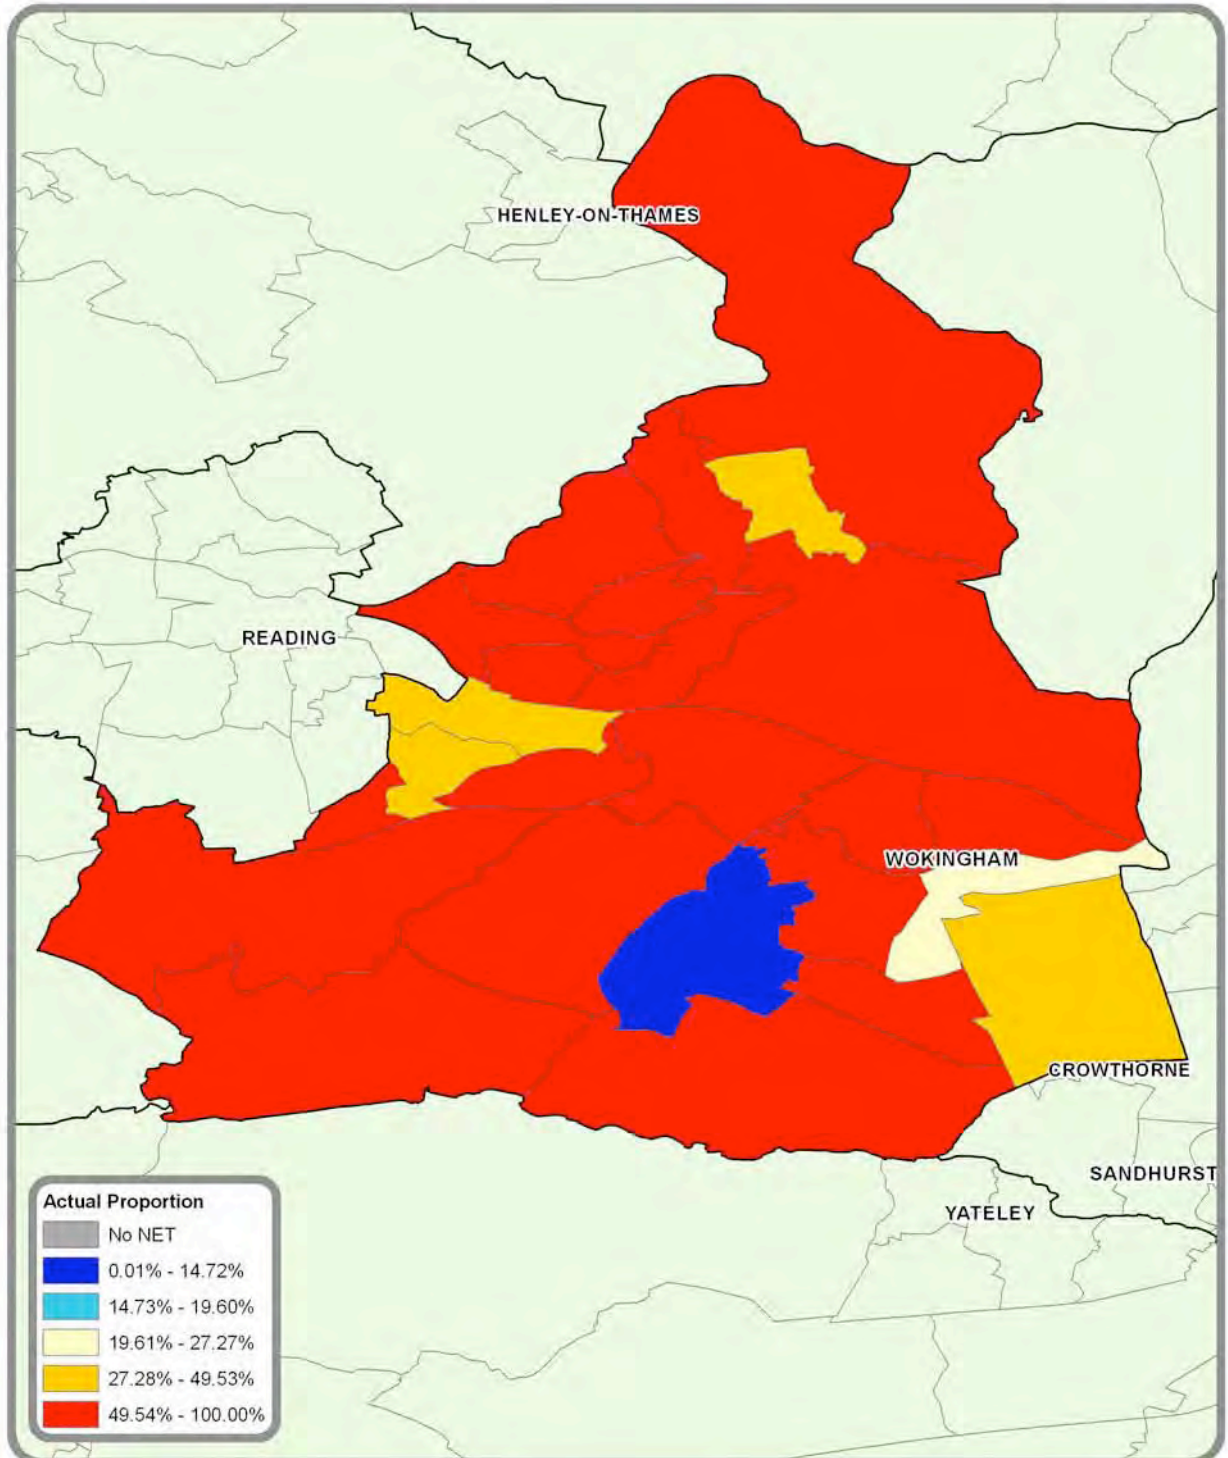 HENLEY-ON-THAMES
READING
WOKINGHAM
CROWTHORNE
SANDHURST
YATELEY
Actual Proportion
No NET
0.01% - 14.72%
14.73% - 19.60%
19.61% - 27.27%
27.28% - 49.53%
49.54% - 100.00%